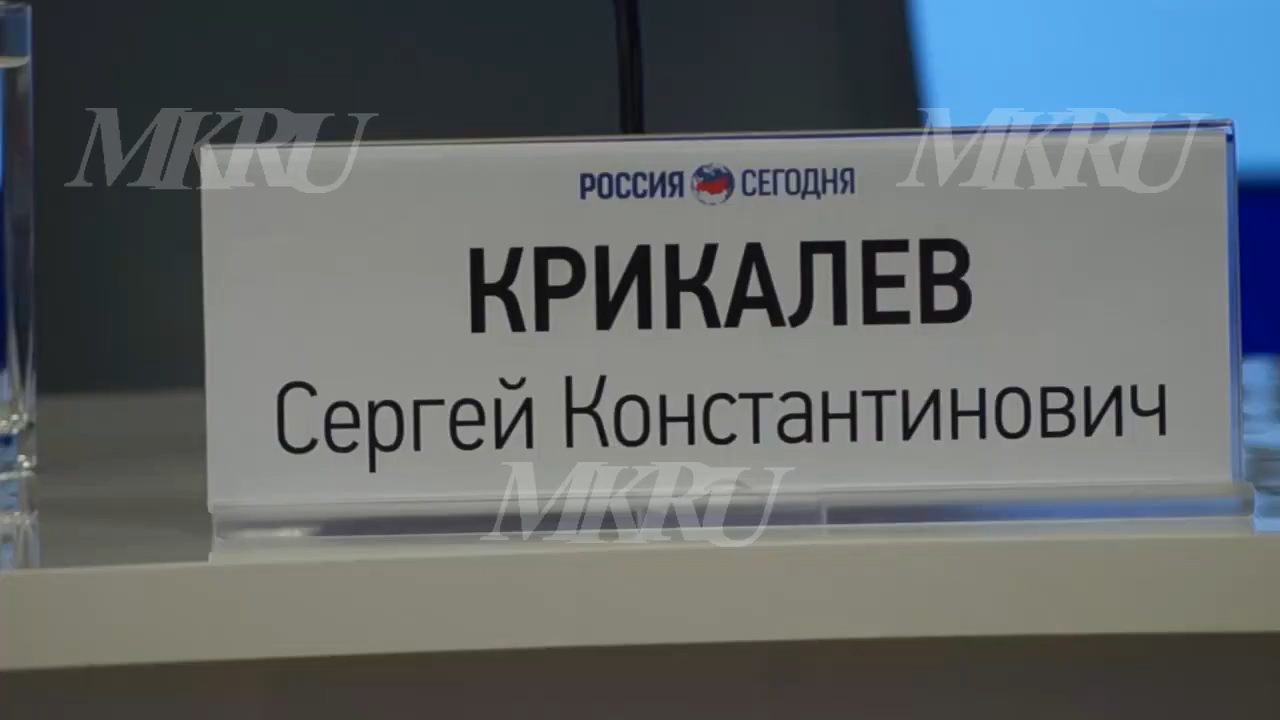 MKRU MKRU
РОССИЯ СЕГОДНЯ
КРИКАЛЕВ
Сергей Константинович
MKRU